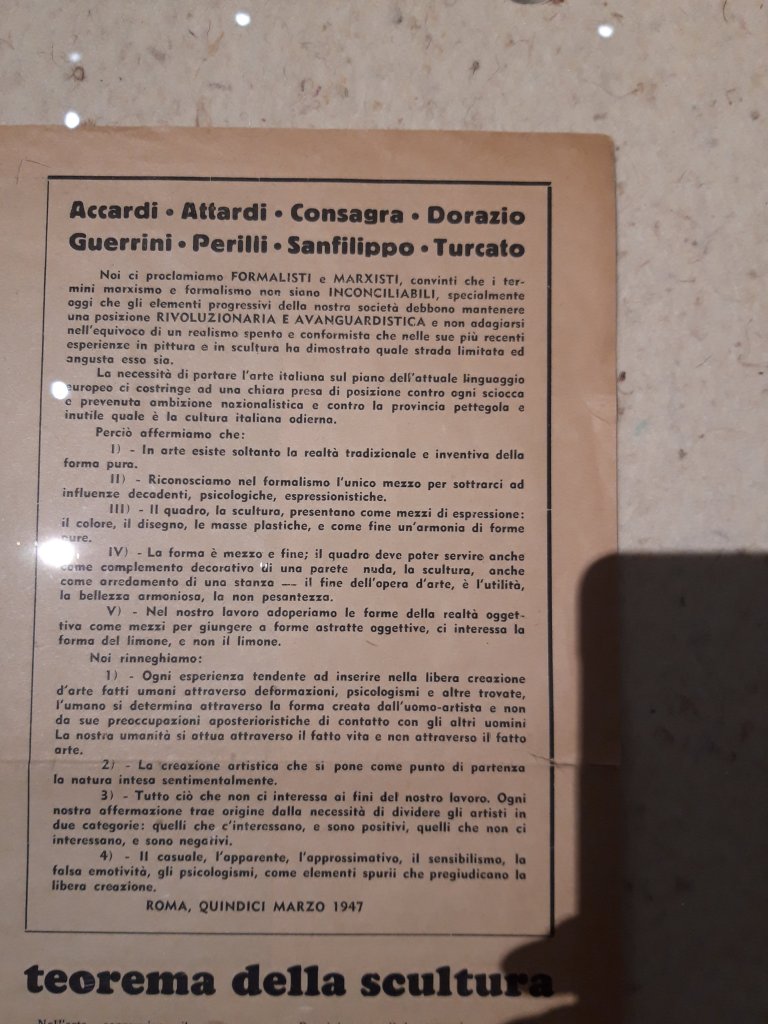 Accardi • Attardi • Consagra • Dorazio
Guerrini • Perilli • Sanfilippo • Turcato
Noi ci proclamiamo FORMALISTI e MARXISTI, convinti che i ter-
mini marxismo e formalismo non siano INCONCILIABILI, specialmente
oggi che gli elementi progressivi della nostra società debbono mantenere
una posizione RIVOLUZIONARIA E AVANGUARDISTICA e non adagiarsi
nell'equivoco di un realismo spento e conformista che nelle sue più recenti
esperienze in pittura e in scultura ha dimostrato quale strada limitata ed
angusta esso sia.
La necessità di portare l'arte italiana sul piano dell'attuale linguaggio
europeo ci costringe ad una chiara presa di posizione contro ogni sciocca
e prevenuta ambizione nazionalistica e contro la provincia pettegola e
inutile quale è la cultura italiana odierna.
Perciò affermiamo che:
I) - In arte esiste soltanto la realtà tradizionale e inventiva della
forma pura.
II) - Riconosciamo nel formalismo l'unico mezzo per sottrarci ad
influenze decadenti, psicologiche, espressionistiche.
III) - Il quadro, la scultura, presentano come mezzi di espressione:
il colore, il disegno, le masse plastiche, e come fine un'armonia di forme
pure.
IV) - La forma è mezzo e fine; il quadro deve poter servire anche
come complemento decorativo di una parete nuda, la scultura, anche
come arredamento di una stanza — il fine dell'opera d'arte, è l'utilità,
la bellezza armoniosa, la non pesantezza.
V) - Nel nostro lavoro adoperiamo le forme della realtà ogget-
tiva come mezzi per giungere a forme astratte oggettive, ci interessa la
forma del limone, e non il limone.
Noi rinneghiamo:
1) - Ogni esperienza tendente ad inserire nella libera creazione
d'arte fatti umani attraverso deformazioni, psicologismi e altre trovate,
l'umano si determina attraverso la forma creata dall'uomo-artista e non
da sue preoccupazioni aposterioristiche di contatto con gli altri uomini
La nostra umanità si attua attraverso il fatto vita e non attraverso il fatto
arte.
2) - La creazione artistica che si pone come punto di partenza
la natura intesa sentimentalmente.
3) - Tutto ciò che non ci interessa ai fini del nostro lavoro. Ogni
nostra affermazione trae origine dalla necessità di dividere gli artisti in
due categorie: quelli che c'interessano, e sono positivi, quelli che non ci
interessano, e sono negativi.
4) - Il casuale, l'apparente, l'approssimativo, il sensibilismo, la
falsa emotività, gli psicologismi, come elementi spurii che pregiudicano la
libera creazione.
ROMA, QUINDICI MARZO 1947
teorema della scultura